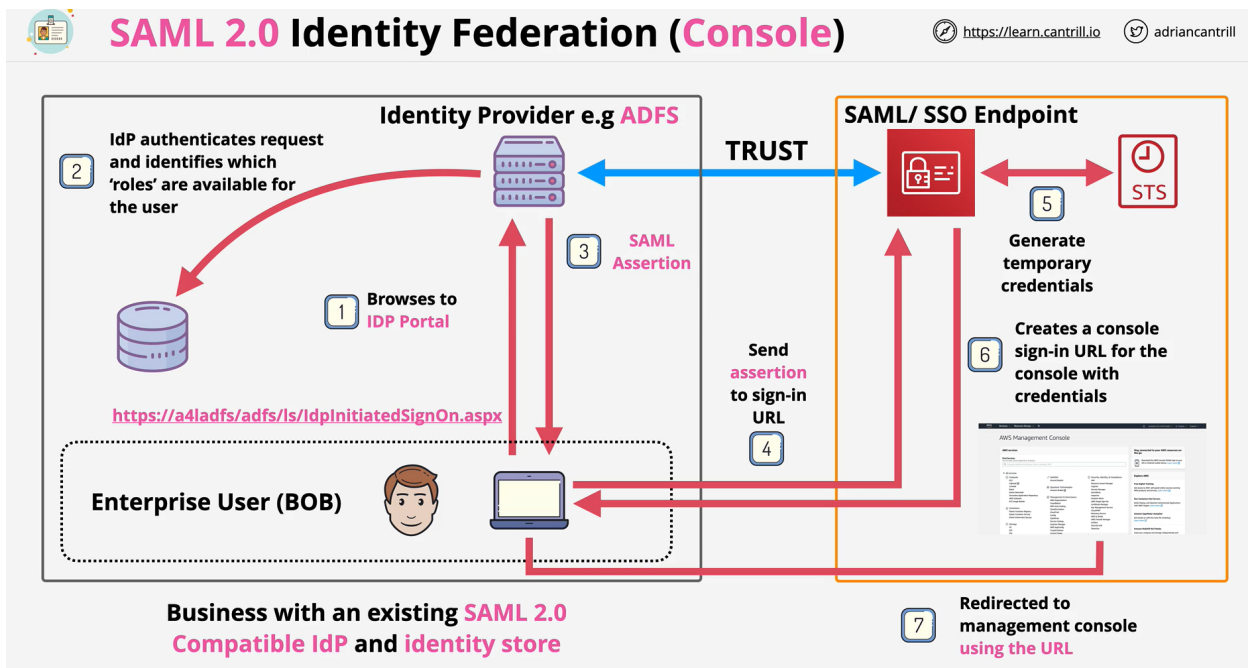 SAML 2.0 Identity Federation (Console)
https://learn.cantrill.io
adriancantrill
Identity Provider e.g ADFS
SAML/ SSO Endpoint
2
IdP authenticates request
and identifies which
‘roles’ are available for
the user
TRUST
STS
5
Generate
temporary
credentials
3
SAML
Assertion
1
Browses to
IDP Portal
Send
assertion
to sign-in
URL
4
6
Creates a console
sign-in URL for the
console with
credentials
https://a4ladfs/adfs/ls/IdpInitiatedSignOn.aspx
AWS Management Console
Enterprise User (BOB)
Business with an existing SAML 2.0
Compatible IdP and identity store
7
Redirected to
management console
using the URL